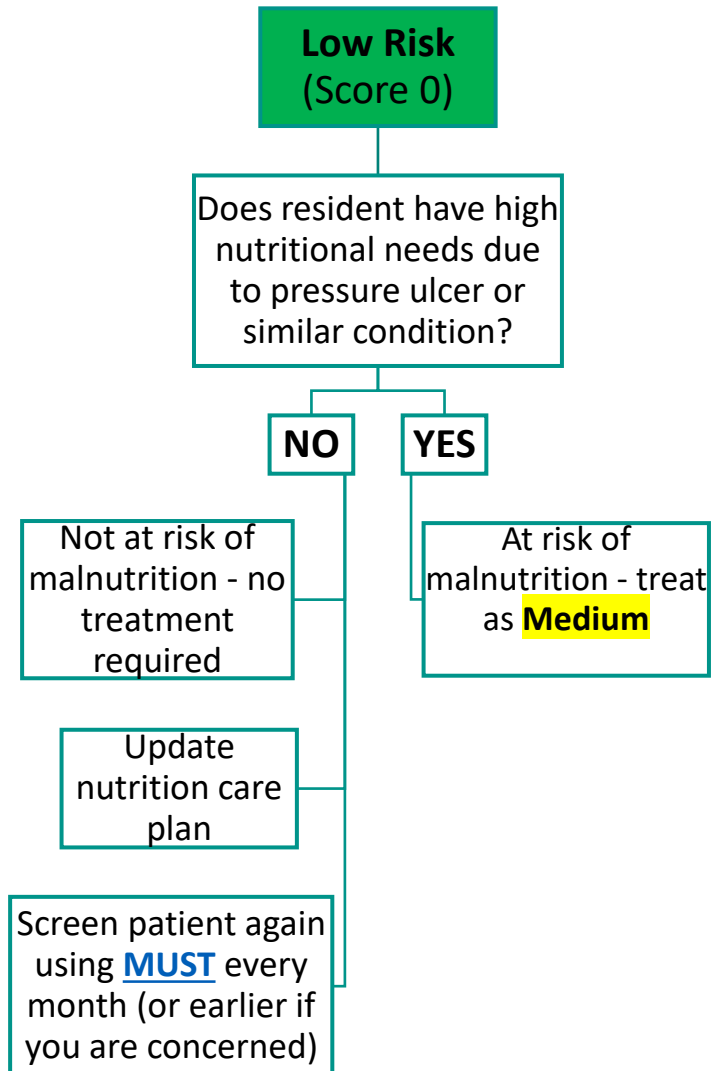 Low Risk
(Score 0)
Does resident have high
nutritional needs due
to pressure ulcer or
similar condition?
NO
YES
Not at risk of
malnutrition - no
treatment
required
At risk of
malnutrition - treat
as Medium
Update
nutrition care
plan
Screen patient again
using MUST every
month (or earlier if
you are concerned)